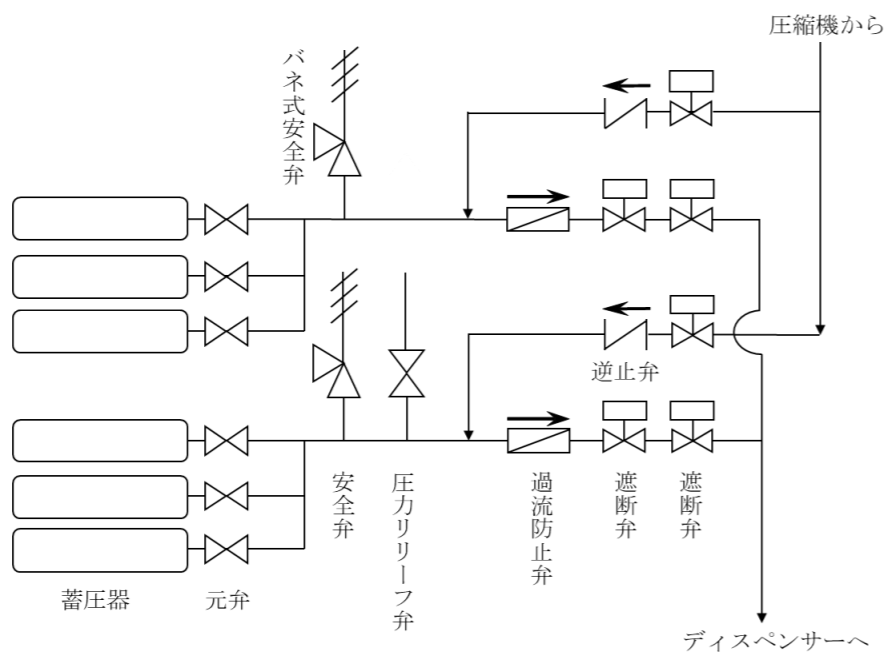 圧縮機から
バネ式安全弁
逆止弁
安全弁
圧力リリーフ弁
過流防止弁
遮断弁
遮断弁
蓄圧器
元弁
ディスペンサーへ